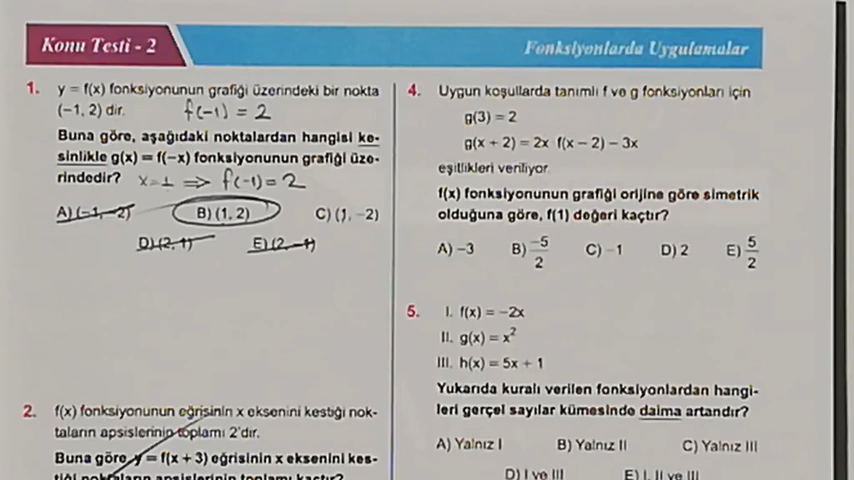 Konu Testi - 2
Fonksiyonlarda Uygulamalar
1. y = f(x) fonksiyonunun grafiği üzerindeki bir nokta
(−1, 2) dir. f(-1) = 2
Buna göre, aşağıdaki noktalardan hangisi ke-
sinlikle g(x) = f(−x) fonksiyonunun grafiği üze-
rindedir? x=1 ⇒ f(-1) = 2
A) (−1, −2) B) (1, 2) C) (1, −2)
D) (2, 1) E) (2, −1)
2. f(x) fonksiyonunun eğrisinin x eksenini kestiği nok-
taların apsislerinin toplamı 2'dir.
Buna göre, y = f(x + 3) eğrisinin x eksenini kes-
tiği noktaların apsislerinin toplamı kaçtır?
4. Uygun koşullarda tanımlı f ve g fonksiyonları için
g(3) = 2
g(x + 2) = 2x · f(x − 2) − 3x
eşitlikleri veriliyor.
f(x) fonksiyonunun grafiği orijine göre simetrik
olduğuna göre, f(1) değeri kaçtır?
A) −3 B) −5/2 C) −1 D) 2 E) 5/2
5. I. f(x) = −2x
II. g(x) = x²
III. h(x) = 5x + 1
Yukarıda kuralı verilen fonksiyonlardan hangi-
leri gerçel sayılar kümesinde daima artandır?
A) Yalnız I B) Yalnız II C) Yalnız III
D) I ve III E) I, II ve III